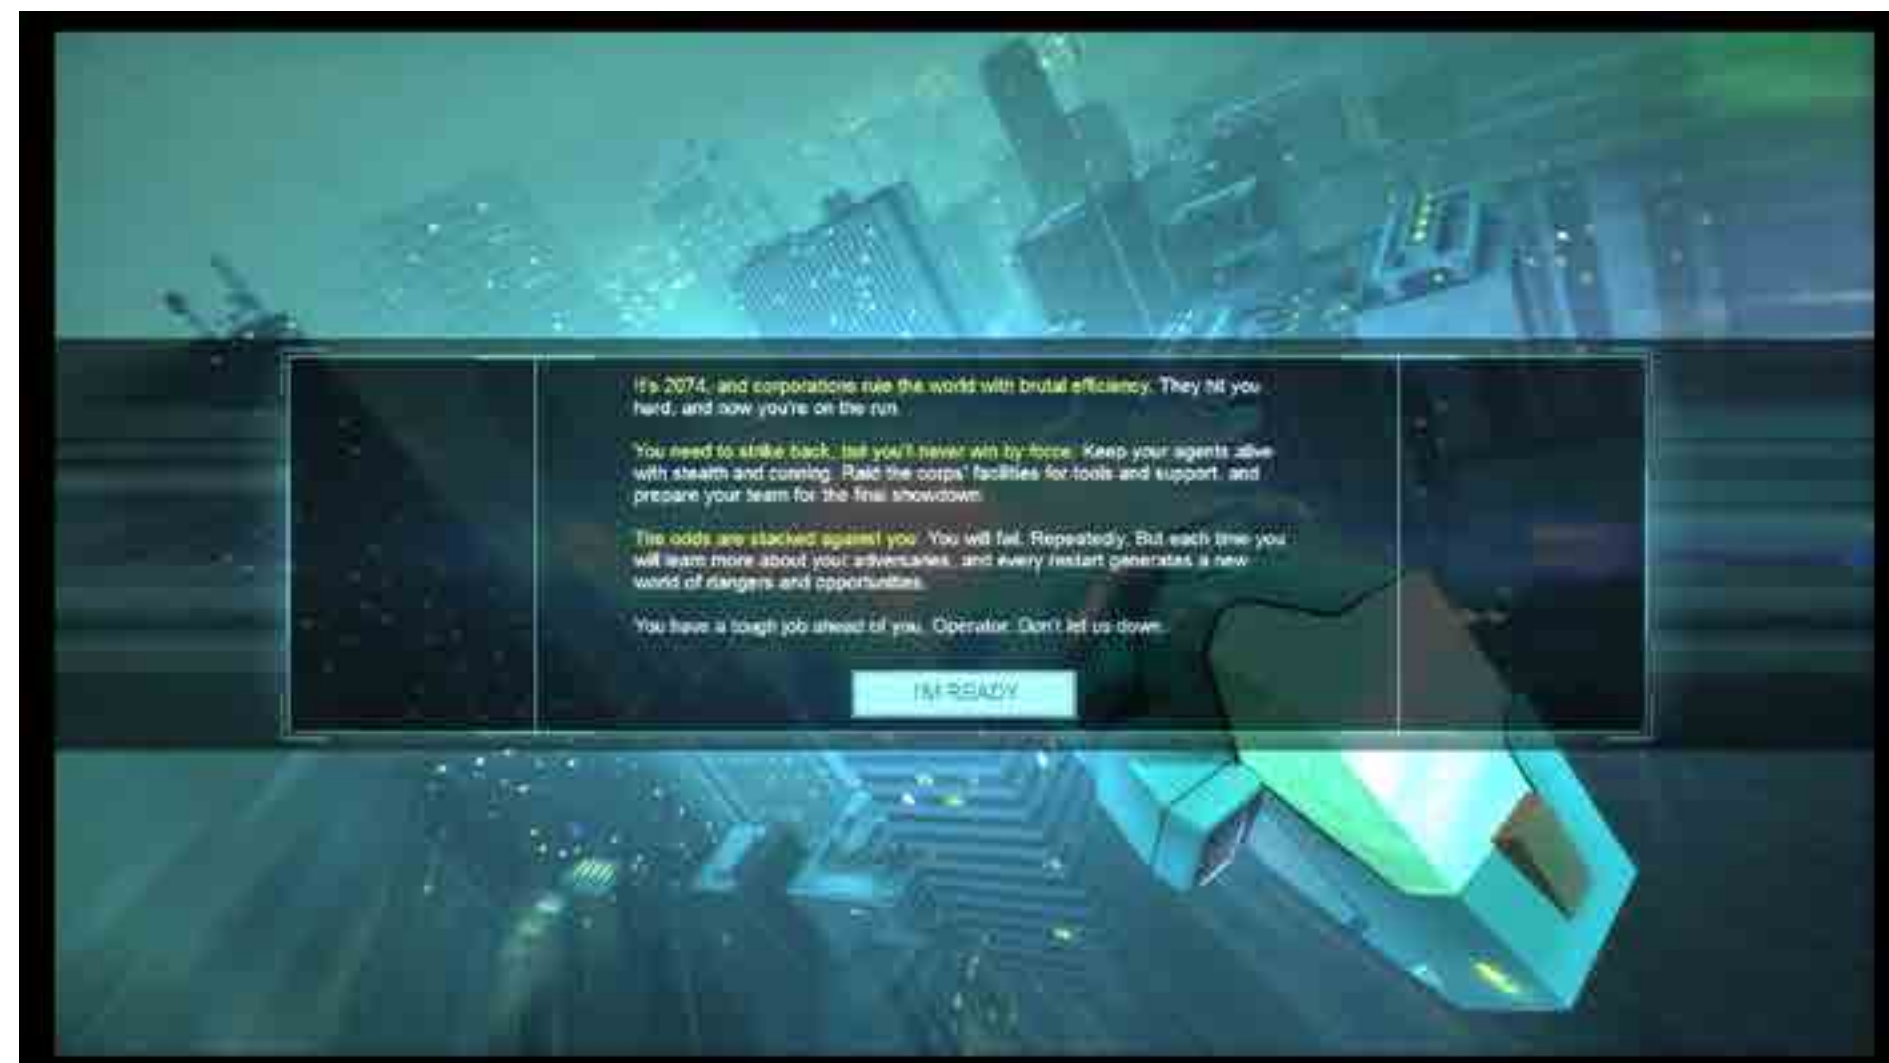 It's 2074, and corporations rule the world with brutal efficiency. They hit you
hard, and now you're on the run.
You need to strike back, but you'll never win by force. Keep your agents alive
with stealth and cunning. Raid the corps' facilities for tools and support, and
prepare your team for the final showdown.
The odds are stacked against you. You will fail. Repeatedly. But each time you
will learn more about your adversaries, and every restart generates a new
world of dangers and opportunities.
You have a tough job ahead of you, Operator. Don't let us down.
I'M READY